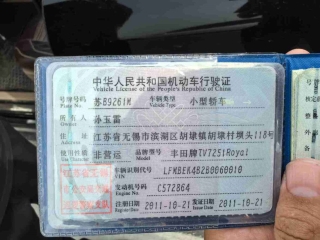 中华人民共和国机动车行驶证
Vehicle License of the People's Republic of China
号牌号码 苏B9261M 车辆类型 小型轿车
Plate No. Vehicle Type
所有人 孙玉雷
Owner
住址 江苏省无锡市滨湖区胡埭镇胡埭村坝头118号
Address
使用性质 非营运 品牌型号 丰田牌TV7251Royal
Use Character Model
车辆识别代号 LFMBEK4B2B0060010
VIN
发动机号码 C572864
Engine No.
注册日期 2011-10-21 发证日期 2011-10-21
Register Date Issue Date
江苏省无锡